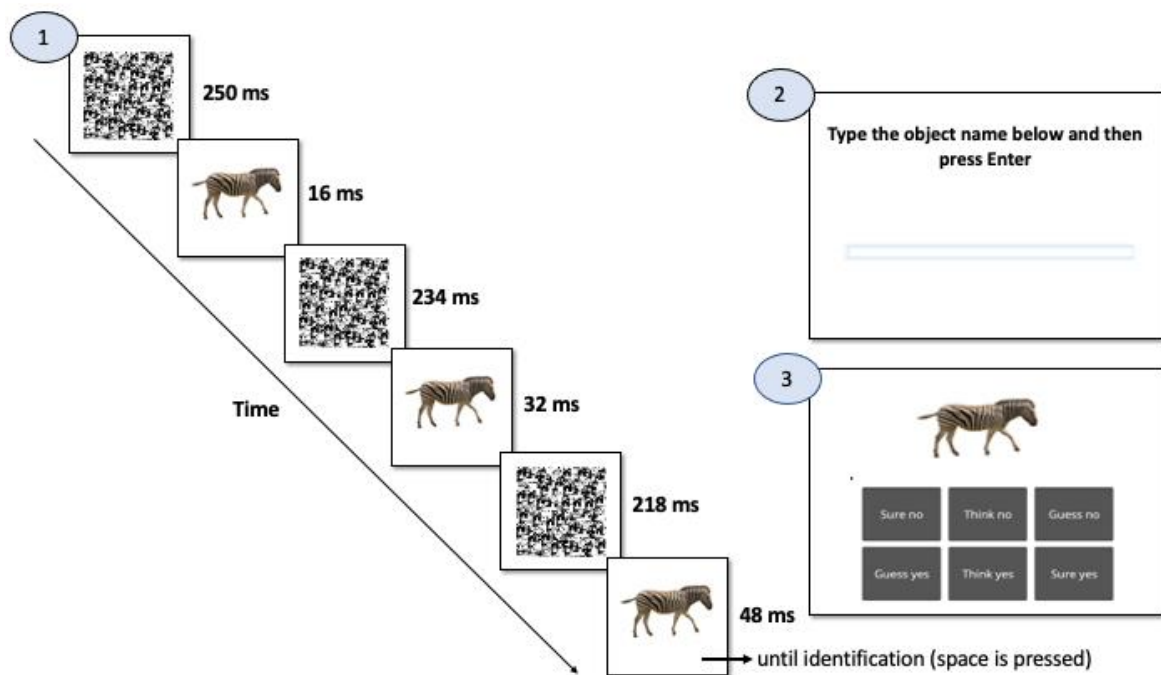 1
250 ms
16 ms
234 ms
32 ms
218 ms
48 ms
until identification (space is pressed)
Time
2
Type the object name below and then
press Enter
3
Sure no
Think no
Guess no
Guess yes
Think yes
Sure yes